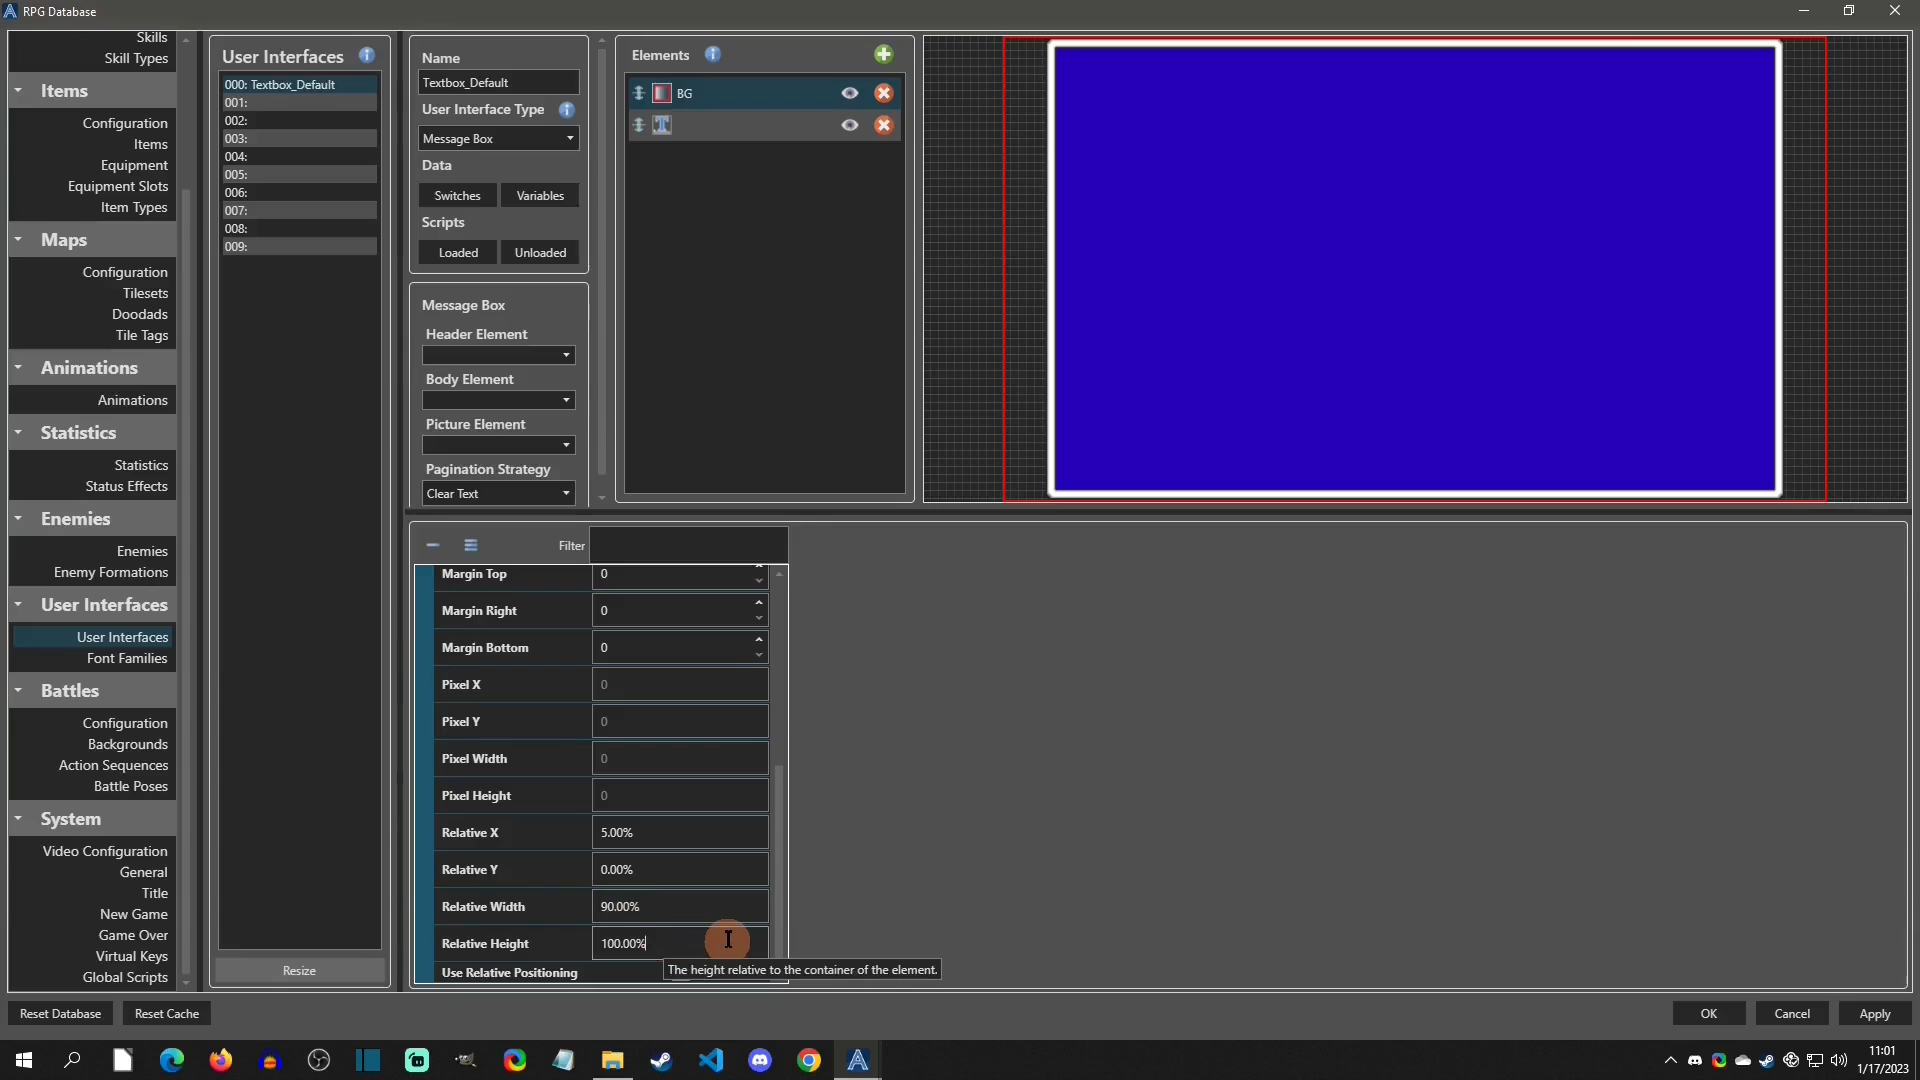 RPG Database
Skills
Skill Types
Items
Configuration
Items
Equipment
Equipment Slots
Item Types
Maps
Configuration
Tilesets
Doodads
Tile Tags
Animations
Animations
Statistics
Statistics
Status Effects
Enemies
Enemies
Enemy Formations
User Interfaces
User Interfaces
Font Families
Battles
Configuration
Backgrounds
Action Sequences
Battle Poses
System
Video Configuration
General
Title
New Game
Game Over
Virtual Keys
Global Scripts
User Interfaces
000: Textbox_Default
001:
002:
003:
004:
005:
006:
007:
008:
009:
Resize
Name
Textbox_Default
User Interface Type
Message Box
Data
Switches Variables
Scripts
Loaded Unloaded
Message Box
Header Element
Body Element
Picture Element
Pagination Strategy
Clear Text
Elements
BG
Filter
Margin Top 0
Margin Right 0
Margin Bottom 0
Pixel X 0
Pixel Y 0
Pixel Width 0
Pixel Height 0
Relative X 5.00%
Relative Y 0.00%
Relative Width 90.00%
Relative Height 100.00%
Use Relative Positioning
The height relative to the container of the element.
Reset Database Reset Cache
OK Cancel Apply
11:01
1/17/2023